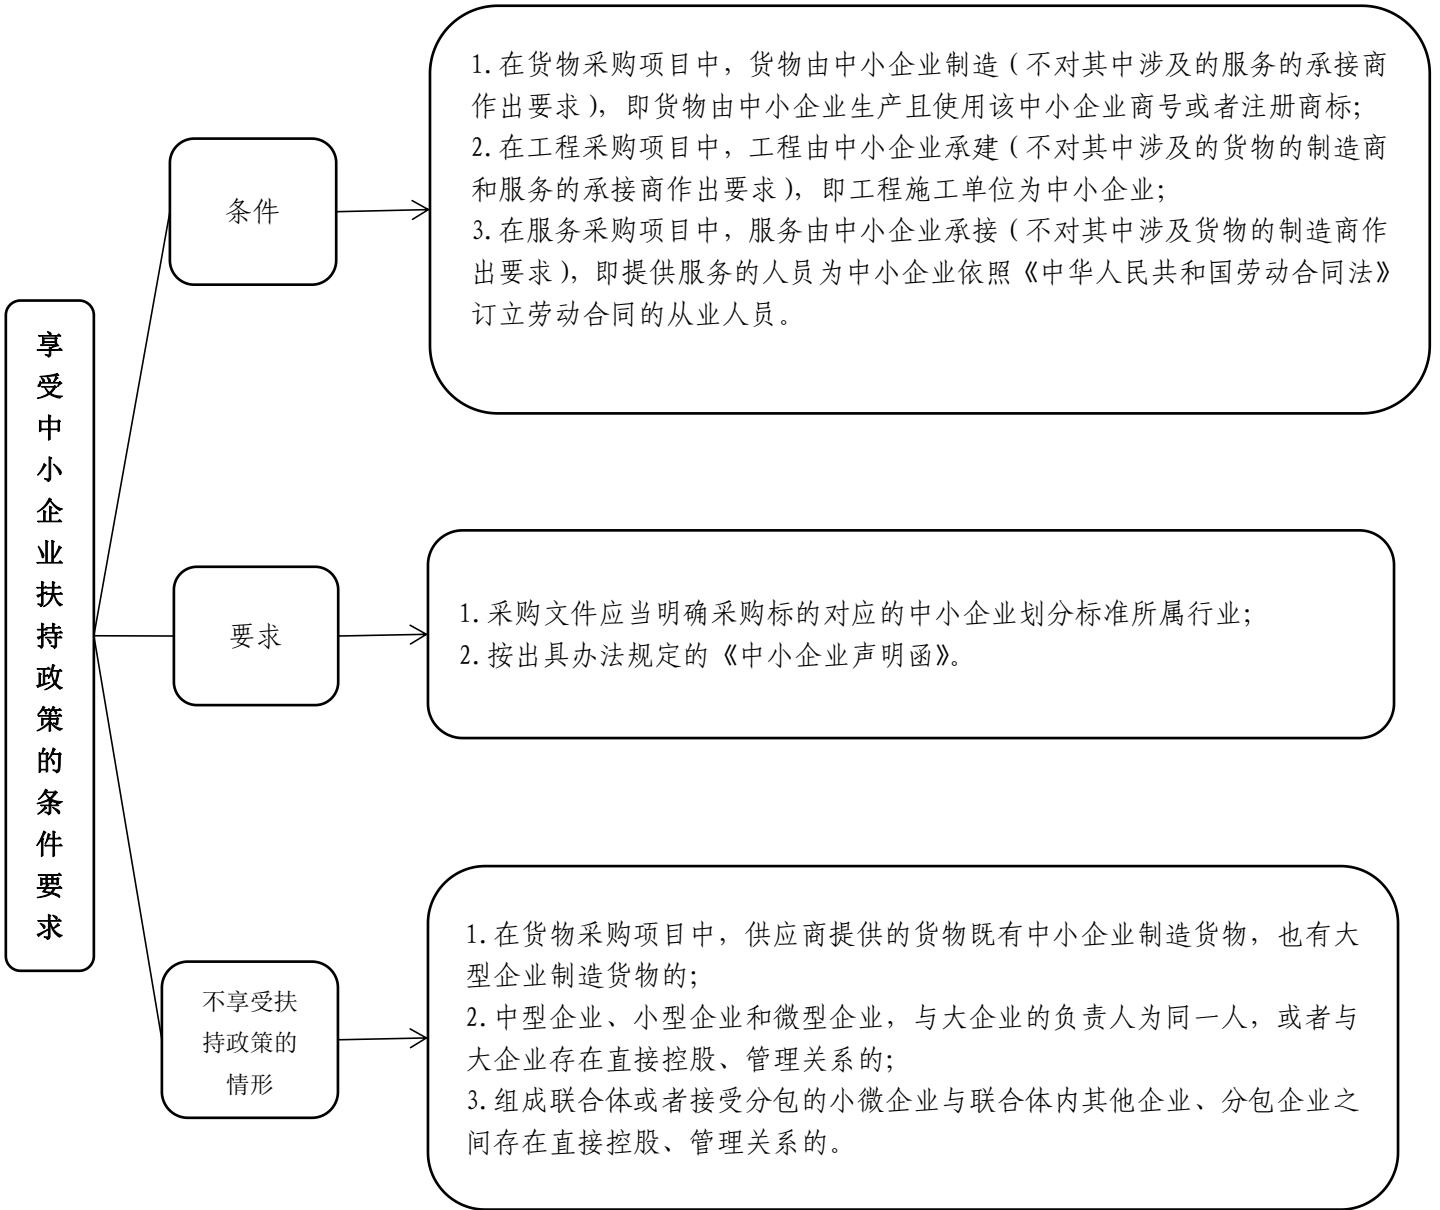 享受中小企业扶持政策的条件要求
条件
1.在货物采购项目中，货物由中小企业制造（不对其中涉及的服务的承接商
作出要求），即货物由中小企业生产且使用该中小企业商号或者注册商标；
2.在工程采购项目中，工程由中小企业承建（不对其中涉及的货物的制造商
和服务的承接商作出要求），即工程施工单位为中小企业；
3.在服务采购项目中，服务由中小企业承接（不对其中涉及货物的制造商作
出要求），即提供服务的人员为中小企业依照《中华人民共和国劳动合同法》
订立劳动合同的从业人员。
要求
1.采购文件应当明确采购标的对应的中小企业划分标准所属行业；
2.按出具办法规定的《中小企业声明函》。
不享受扶
持政策的
情形
1.在货物采购项目中，供应商提供的货物既有中小企业制造货物，也有大
型企业制造货物的；
2.中型企业、小型企业和微型企业，与大企业的负责人为同一人，或者与
大企业存在直接控股、管理关系的；
3.组成联合体或者接受分包的小微企业与联合体内其他企业、分包企业之
间存在直接控股、管理关系的。